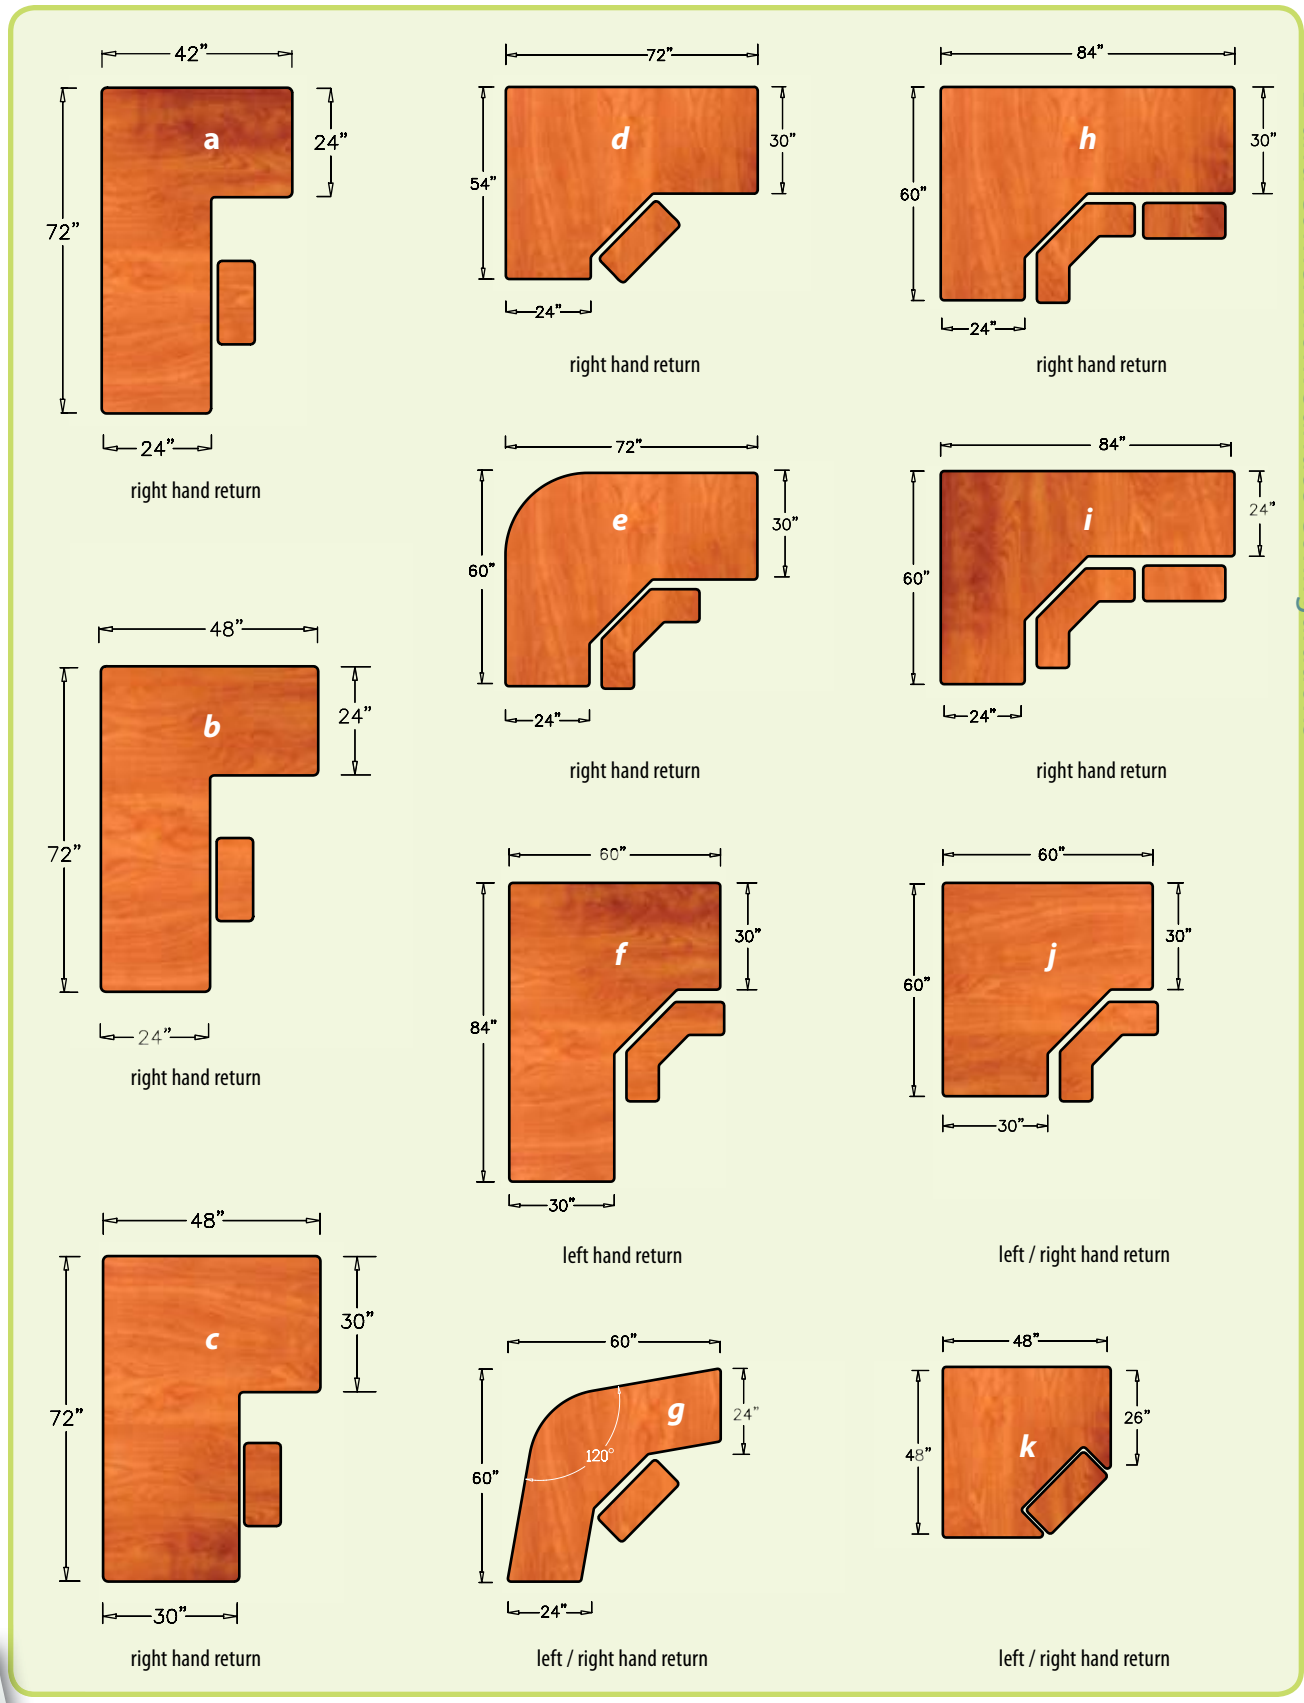 42”
a
24”
72”
24”
right hand return
48”
b
24”
72”
24”
right hand return
48”
c
30”
72”
30”
right hand return
72”
d
30”
54”
24”
right hand return
72”
e
30”
60”
24”
right hand return
60”
f
30”
84”
30”
left hand return
60”
g
24”
120°
60”
24”
left / right hand return
84”
h
30”
60”
24”
right hand return
84”
i
24”
60”
24”
right hand return
60”
j
30”
60”
30”
left / right hand return
48”
26”
k
48”
left / right hand return